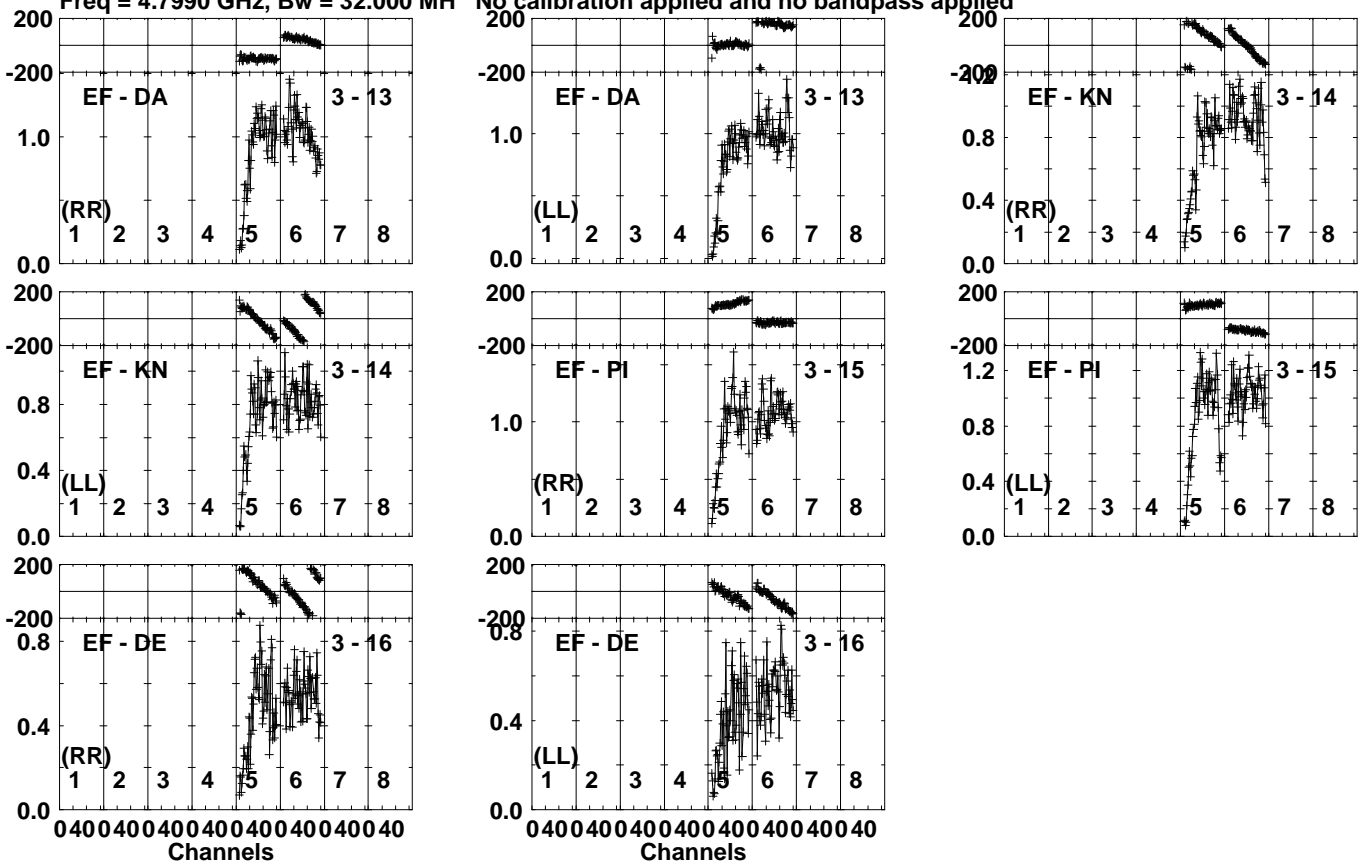 Freq = 4.7990 GHz, Bw = 32.000 MH No calibration applied and no bandpass applied
200
-200
EF - DA 3 - 13
1.0
(RR)
1 2 3 4 5 6 7 8
0.0
200
-200
EF - DA 3 - 13
1.0
(LL)
1 2 3 4 5 6 7 8
0.0
200
-200
1.2
EF - KN 3 - 14
0.8
0.4
(RR)
1 2 3 4 5 6 7 8
0.0
200
-200
EF - KN 3 - 14
0.8
0.4
(LL)
1 2 3 4 5 6 7 8
0.0
200
-200
EF - PI 3 - 15
1.0
(RR)
1 2 3 4 5 6 7 8
0.0
200
-200
EF - PI 3 - 15
1.2
0.8
0.4
(LL)
1 2 3 4 5 6 7 8
0.0
200
-200
EF - DE 3 - 16
0.8
0.4
(RR)
1 2 3 4 5 6 7 8
0.0
200
-200
0.8
EF - DE 3 - 16
0.4
(LL)
1 2 3 4 5 6 7 8
0.0
0 40 0 40 0 40 0 40 0 40 0 40 0 40 0 40
Channels
0 40 0 40 0 40 0 40 0 40 0 40 0 40 0 40
Channels